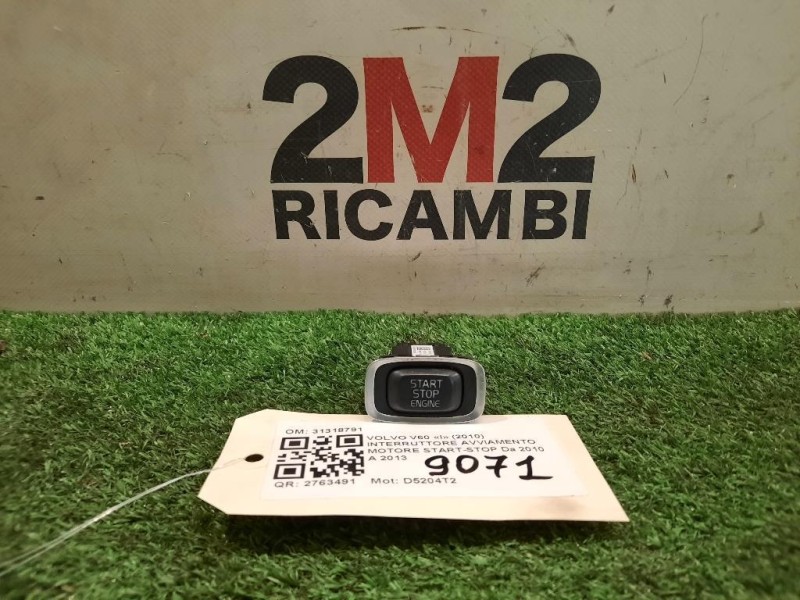 2M2
RICAMBI
START
STOP
ENGINE
OM: 31318791
VOLVO V60 «I» (2010)
INTERRUTTORE AVVIAMENTO
MOTORE START-STOP Da 2010
A 2013
9071
QR: 2763491 Mot: D5204T2